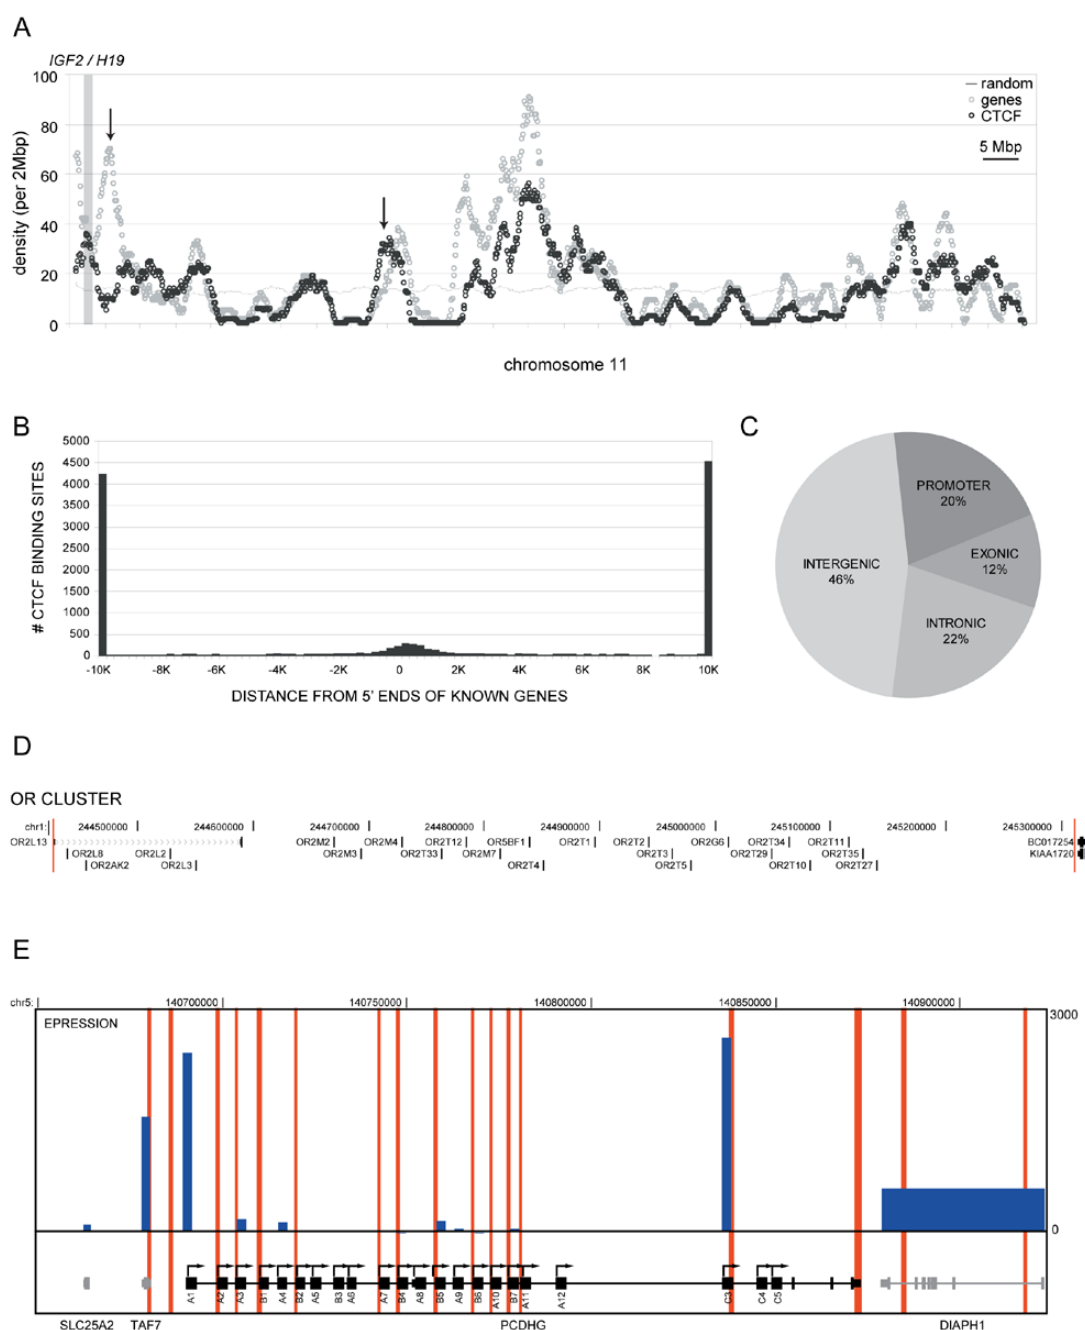 A
IGF2 / H19
100
80
60
40
20
0
density (per 2Mbp)
random
genes
CTCF
5 Mbp
chromosome 11
B
5000
4500
4000
3500
3000
2500
2000
1500
1000
500
0
# CTCF BINDING SITES
-10K -8K -6K -4K -2K 0 2K 4K 6K 8K 10K
DISTANCE FROM 5' ENDS OF KNOWN GENES
C
PROMOTER
20%
EXONIC
12%
INTRONIC
22%
INTERGENIC
46%
D
OR CLUSTER
chr1: 244500000 244600000 244700000 244800000 244900000 245000000 245100000 245200000 245300000
OR2L13 OR2M2 OR2M4 OR2T12 OR5BF1 OR2T1 OR2T2 OR2G6 OR2T34 OR2T11 BC017254
OR2L8 OR2L2 OR2M3 OR2T33 OR2M7 OR2T3 OR2T29 OR2T35 KIAA1720
OR2AK2 OR2L3 OR2T4 OR2T5 OR2T10 OR2T27
E
chr5: 140700000 140750000 140800000 140850000 140900000
EPRESSION
3000
0
A1 A2 A3 B1 A4 B2 A5 B3 A6 A7 B4 A8 B5 A9 B6 A10 B7 A11 A12 C3 C4 C5
SLC25A2 TAF7 PCDHG DIAPH1